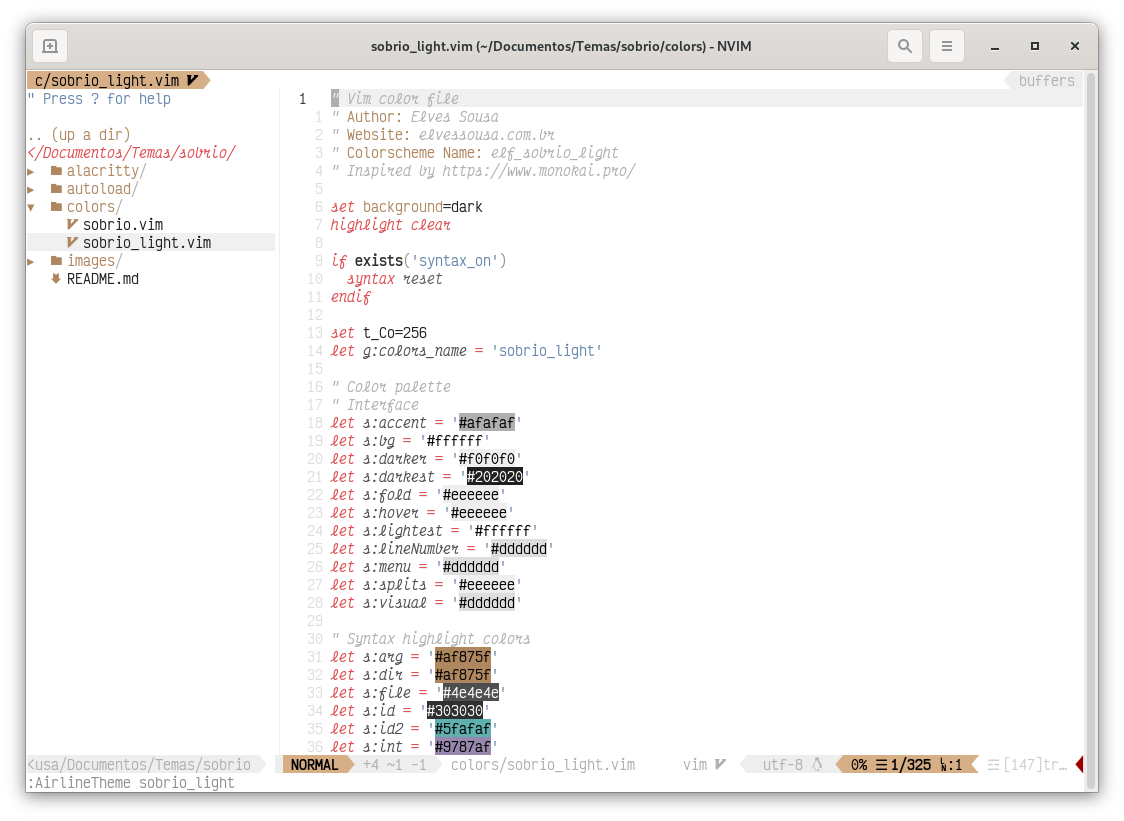 sobrio_light.vim (~/Documentos/Temas/sobrio/colors) - NVIM
c/sobrio_light.vim
buffers
" Press ? for help
.. (up a dir)
</Documentos/Temas/sobrio/
▸ alacritty/
▸ autoload/
▾ colors/
sobrio.vim
sobrio_light.vim
▸ images/
README.md
1 " Vim color file
1 " Author: Elves Sousa
2 " Website: elvessousa.com.br
3 " Colorscheme Name: elf_sobrio_light
4 " Inspired by https://www.monokai.pro/
5
6 set background=dark
7 highlight clear
8
9 if exists('syntax_on')
10 syntax reset
11 endif
12
13 set t_Co=256
14 let g:colors_name = 'sobrio_light'
15
16 " Color palette
17 " Interface
18 let s:accent = '#afafaf'
19 let s:bg = '#ffffff'
20 let s:darker = '#f0f0f0'
21 let s:darkest = '#202020'
22 let s:fold = '#eeeeee'
23 let s:hover = '#eeeeee'
24 let s:lightest = '#ffffff'
25 let s:lineNumber = '#dddddd'
26 let s:menu = '#dddddd'
27 let s:splits = '#eeeeee'
28 let s:visual = '#dddddd'
29
30 " Syntax highlight colors
31 let s:arg = '#af875f'
32 let s:dir = '#af875f'
33 let s:file = '#4e4e4e'
34 let s:id = '#303030'
35 let s:id2 = '#5fafaf'
36 let s:int = '#9787af'
<usa/Documentos/Temas/sobrio
NORMAL +4 ~1 -1 colors/sobrio_light.vim vim utf-8 0% ☰ 1/325 :1 [147]tr…
:AirlineTheme sobrio_light